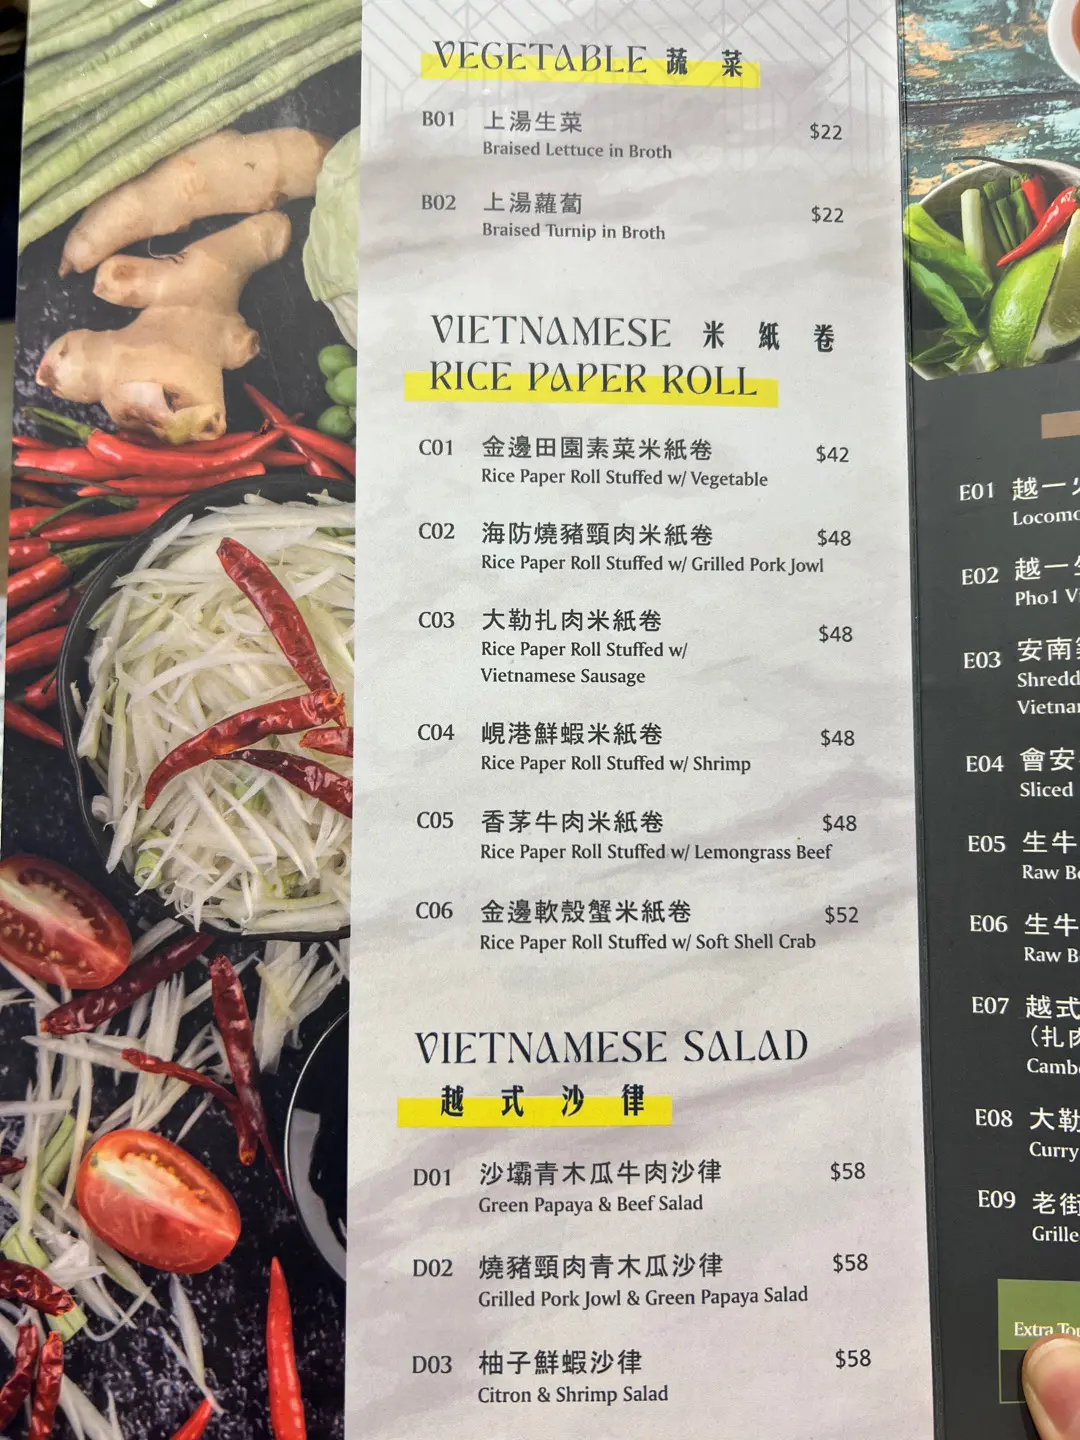 VEGETABLE 蔬 菜
B01 上湯生菜 $22
Braised Lettuce in Broth
B02 上湯蘿蔔 $22
Braised Turnip in Broth
VIETNAMESE 米 紙 卷
RICE PAPER ROLL
C01 金邊田園素菜米紙卷 $42
Rice Paper Roll Stuffed w/ Vegetable
C02 海防燒豬頸肉米紙卷 $48
Rice Paper Roll Stuffed w/ Grilled Pork Jowl
C03 大勒扎肉米紙卷 $48
Rice Paper Roll Stuffed w/
Vietnamese Sausage
C04 峴港鮮蝦米紙卷 $48
Rice Paper Roll Stuffed w/ Shrimp
C05 香茅牛肉米紙卷 $48
Rice Paper Roll Stuffed w/ Lemongrass Beef
C06 金邊軟殼蟹米紙卷 $52
Rice Paper Roll Stuffed w/ Soft Shell Crab
VIETNAMESE SALAD
越 式 沙 律
D01 沙壩青木瓜牛肉沙律 $58
Green Papaya & Beef Salad
D02 燒豬頸肉青木瓜沙律 $58
Grilled Pork Jowl & Green Papaya Salad
D03 柚子鮮蝦沙律 $58
Citron & Shrimp Salad
E01 越一
Locomo
E02 越一
Pho1 V
E03 安南
Shredd
Vietna
E04 會安
Sliced
E05 生牛
Raw B
E06 生牛
Raw B
E07 越式
(扎肉
Camb
E08 大勒
Curry
E09 老街
Grille
Extra To